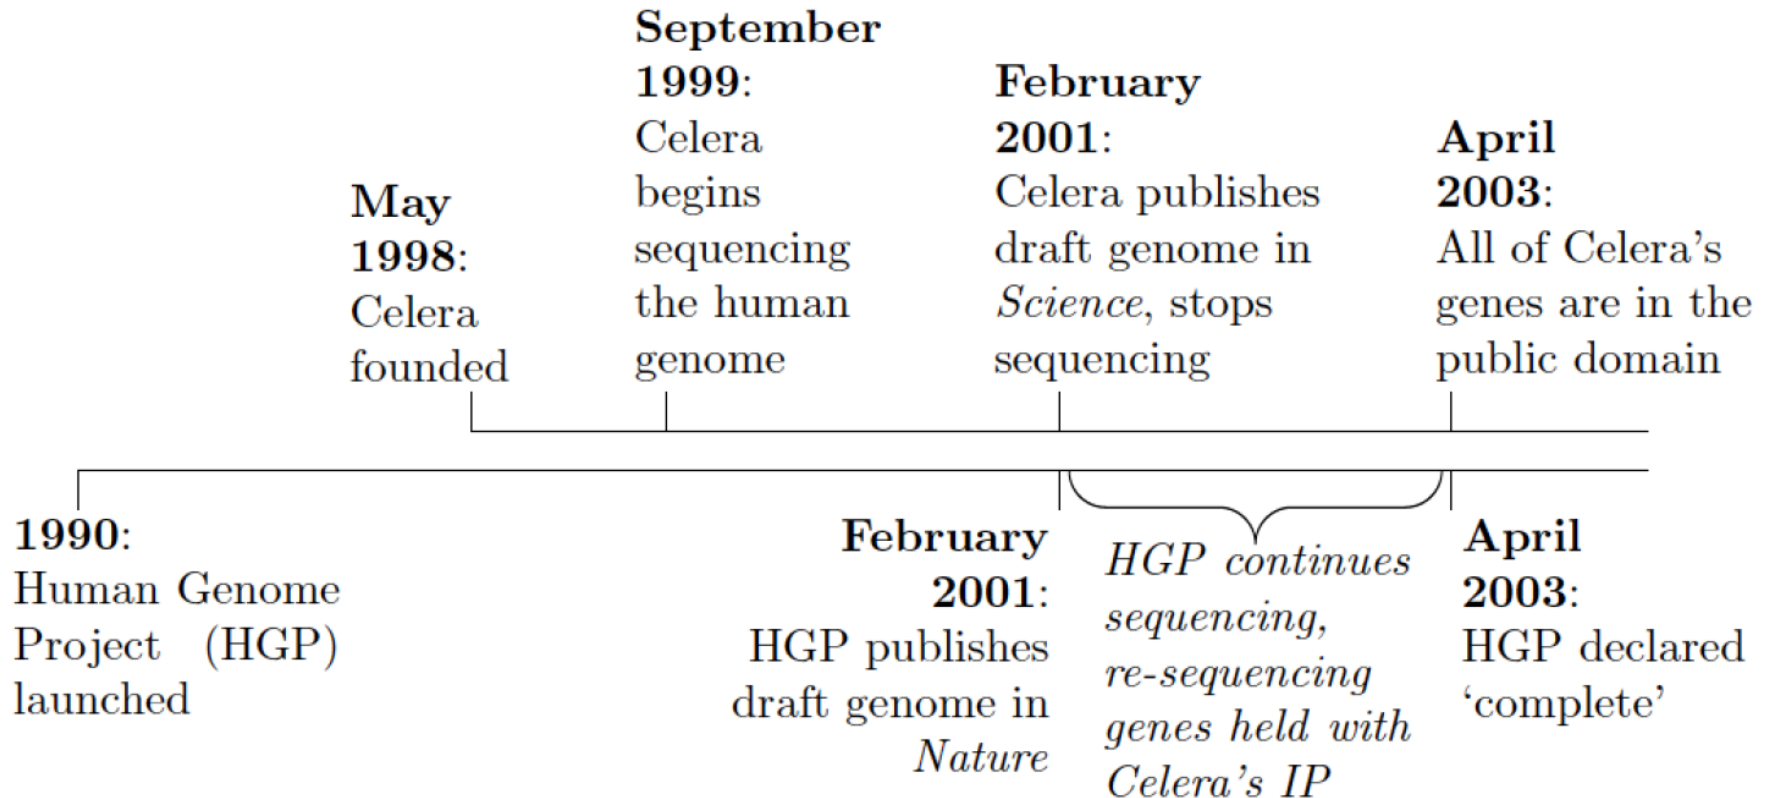 September
1999:
Celera
begins
sequencing
the human
genome
February
2001:
Celera publishes
draft genome in
Science, stops
sequencing
April
2003:
All of Celera's
genes are in the
public domain
May
1998:
Celera
founded
1990:
Human Genome
Project (HGP)
launched
February
2001:
HGP publishes
draft genome in
Nature
HGP continues
sequencing,
re-sequencing
genes held with
Celera's IP
April
2003:
HGP declared
‘complete’